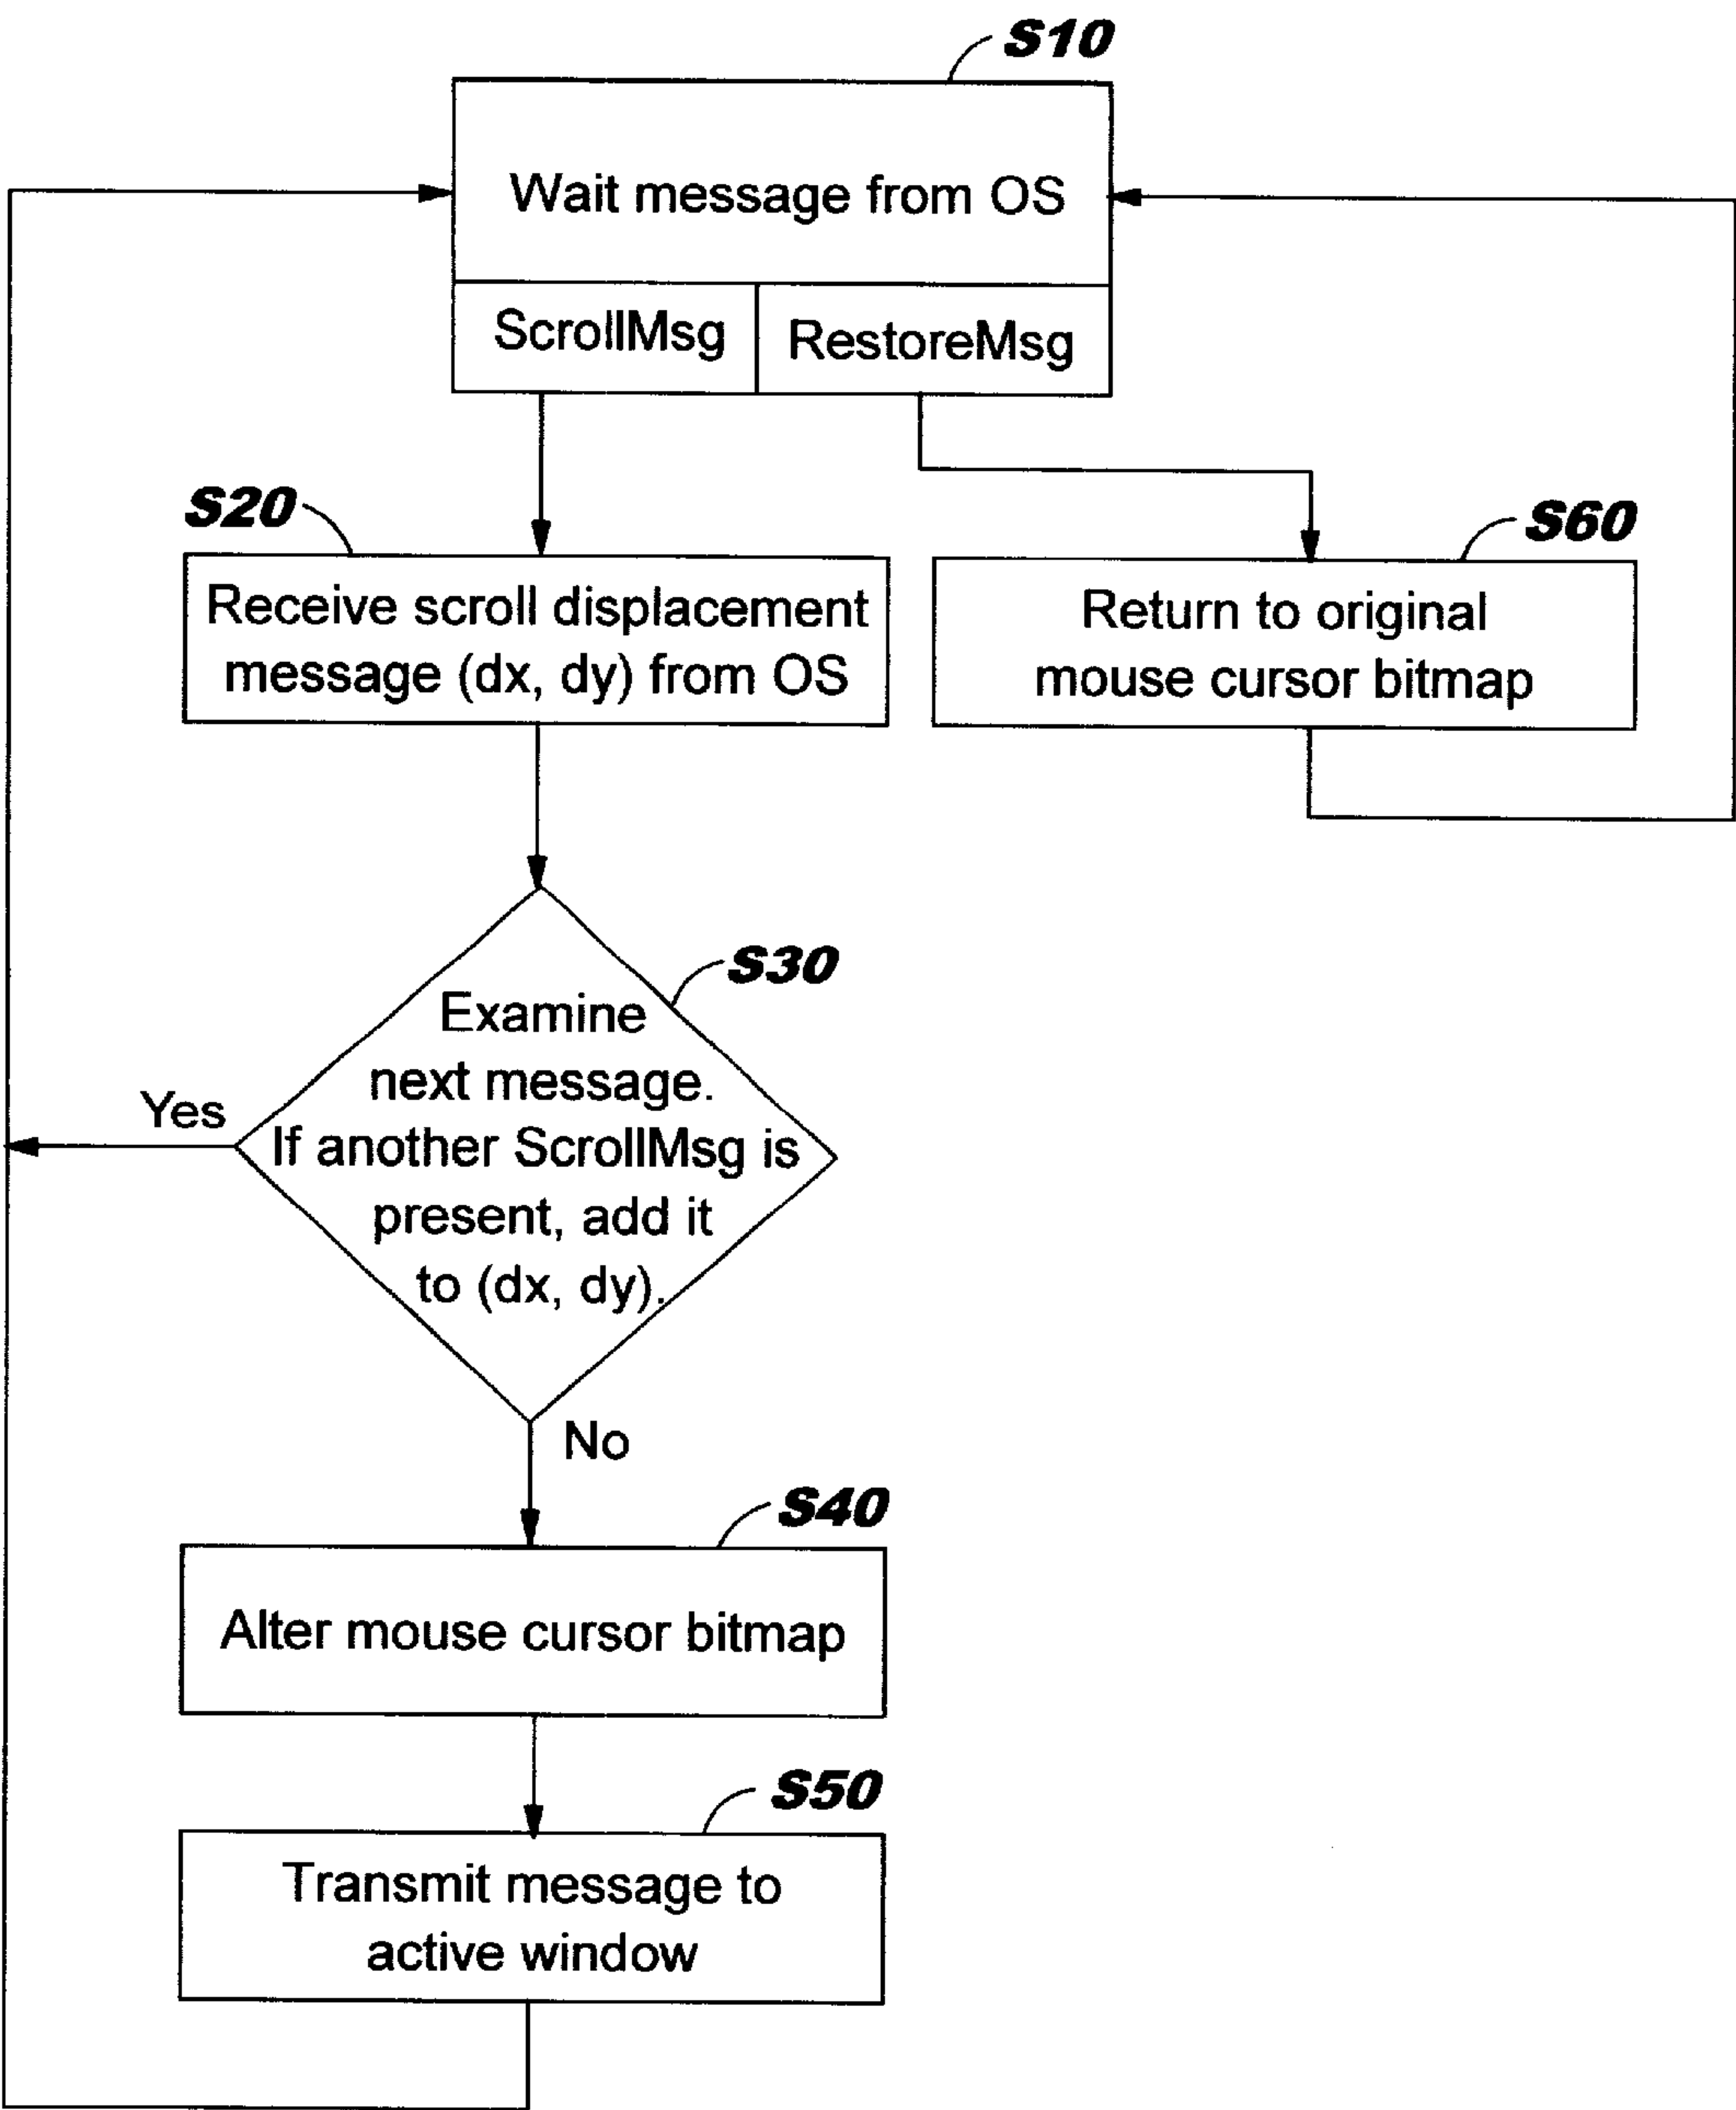 S10
Wait message from OS
ScrollMsg
RestoreMsg
S20
Receive scroll displacement
message (dx, dy) from OS
S60
Return to original
mouse cursor bitmap
S30
Examine
next message.
If another ScrollMsg is
present, add it
to (dx, dy).
Yes
No
S40
Alter mouse cursor bitmap
S50
Transmit message to
active window